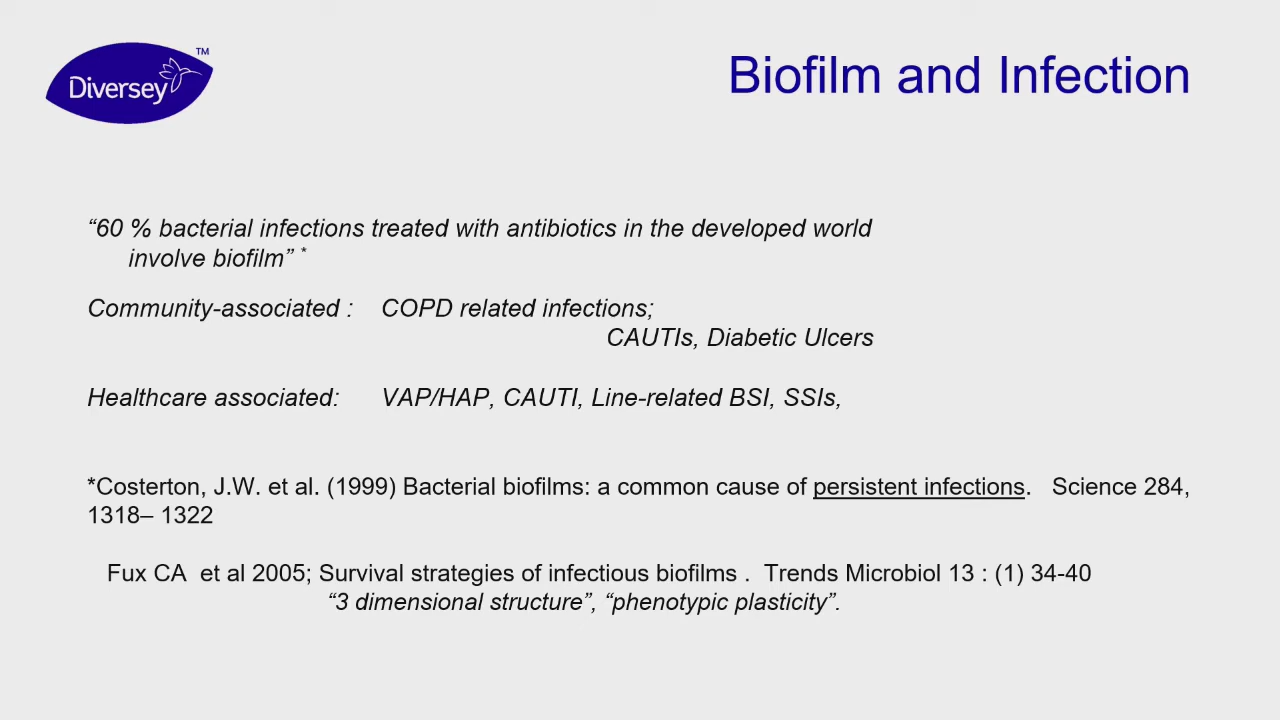 Diversey™
Biofilm and Infection
“60 % bacterial infections treated with antibiotics in the developed world
involve biofilm” *
Community-associated : COPD related infections;
CAUTIs, Diabetic Ulcers
Healthcare associated: VAP/HAP, CAUTI, Line-related BSI, SSIs,
*Costerton, J.W. et al. (1999) Bacterial biofilms: a common cause of persistent infections. Science 284,
1318– 1322
Fux CA et al 2005; Survival strategies of infectious biofilms . Trends Microbiol 13 : (1) 34-40
“3 dimensional structure”, “phenotypic plasticity”.